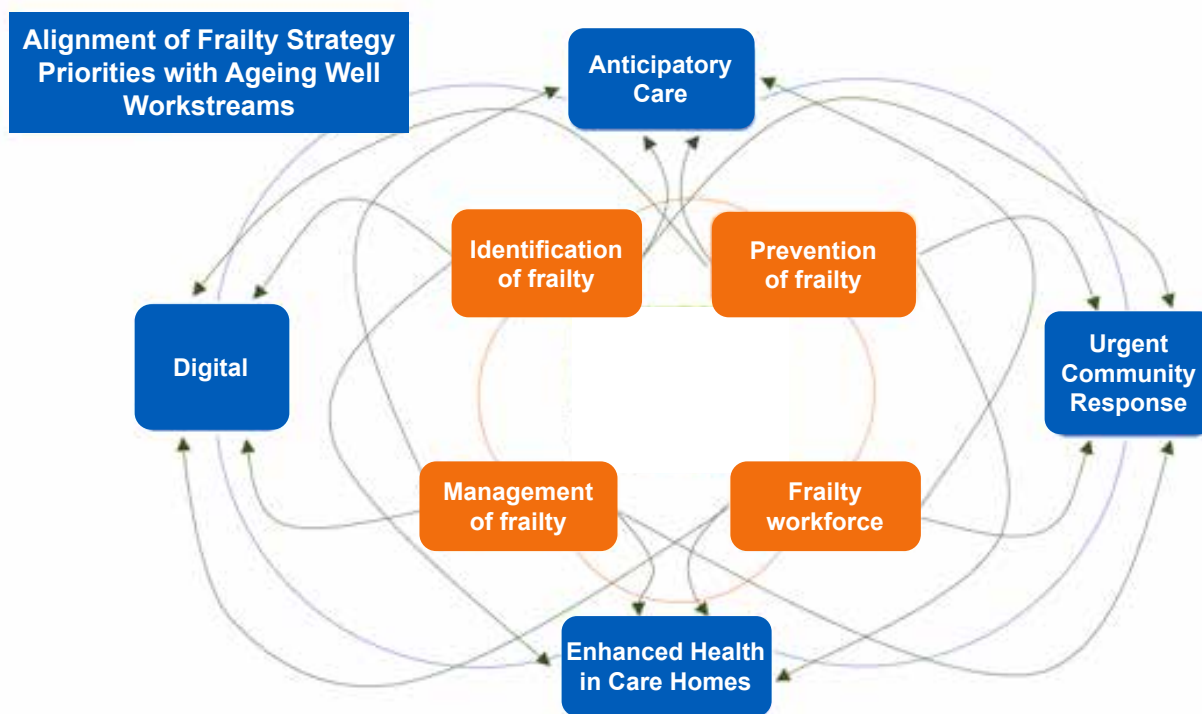 Alignment of Frailty Strategy
Priorities with Ageing Well
Workstreams
Anticipatory
Care
Identification
of frailty
Prevention
of frailty
Digital
Urgent
Community
Response
Management
of frailty
Frailty
workforce
Enhanced Health
in Care Homes